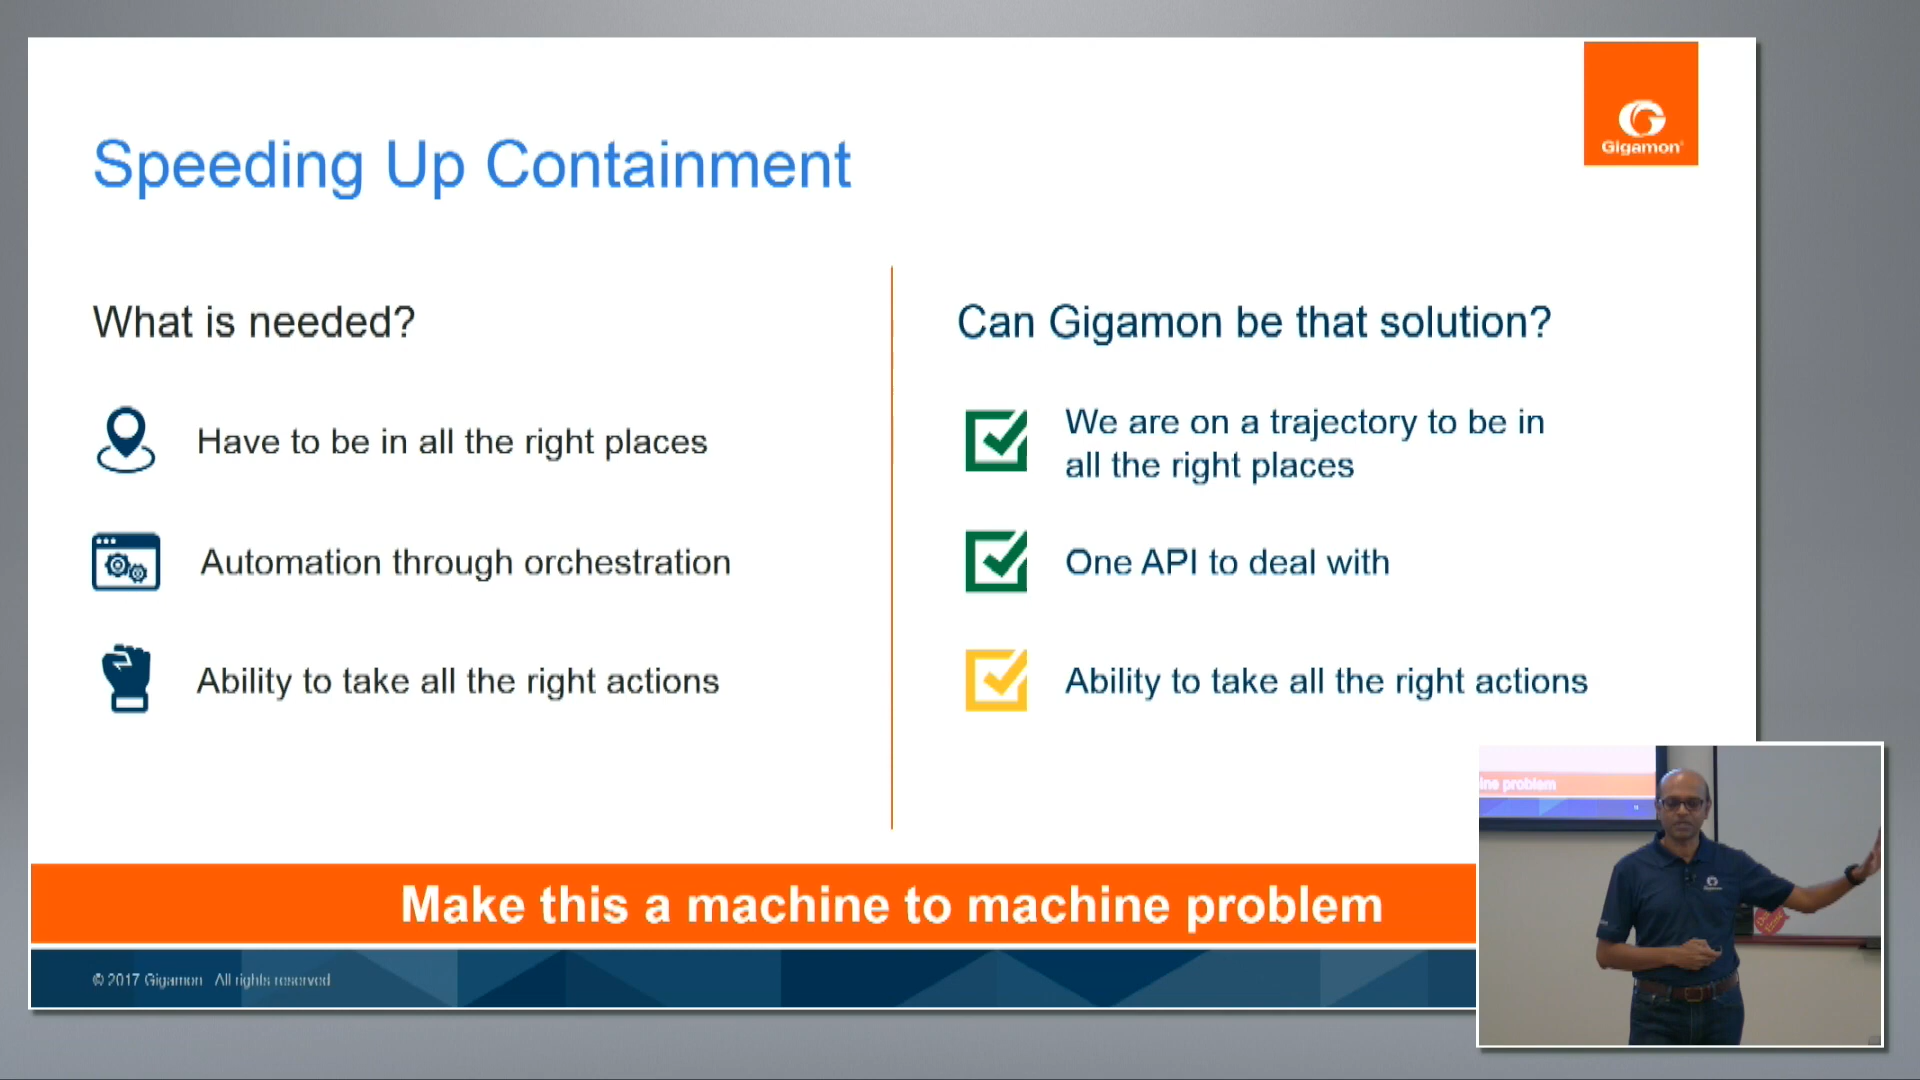 Gigamon®
Speeding Up Containment
What is needed?
Have to be in all the right places
Automation through orchestration
Ability to take all the right actions
Can Gigamon be that solution?
We are on a trajectory to be in
all the right places
One API to deal with
Ability to take all the right actions
Make this a machine to machine problem
© 2017 Gigamon All rights reserved
ine problem